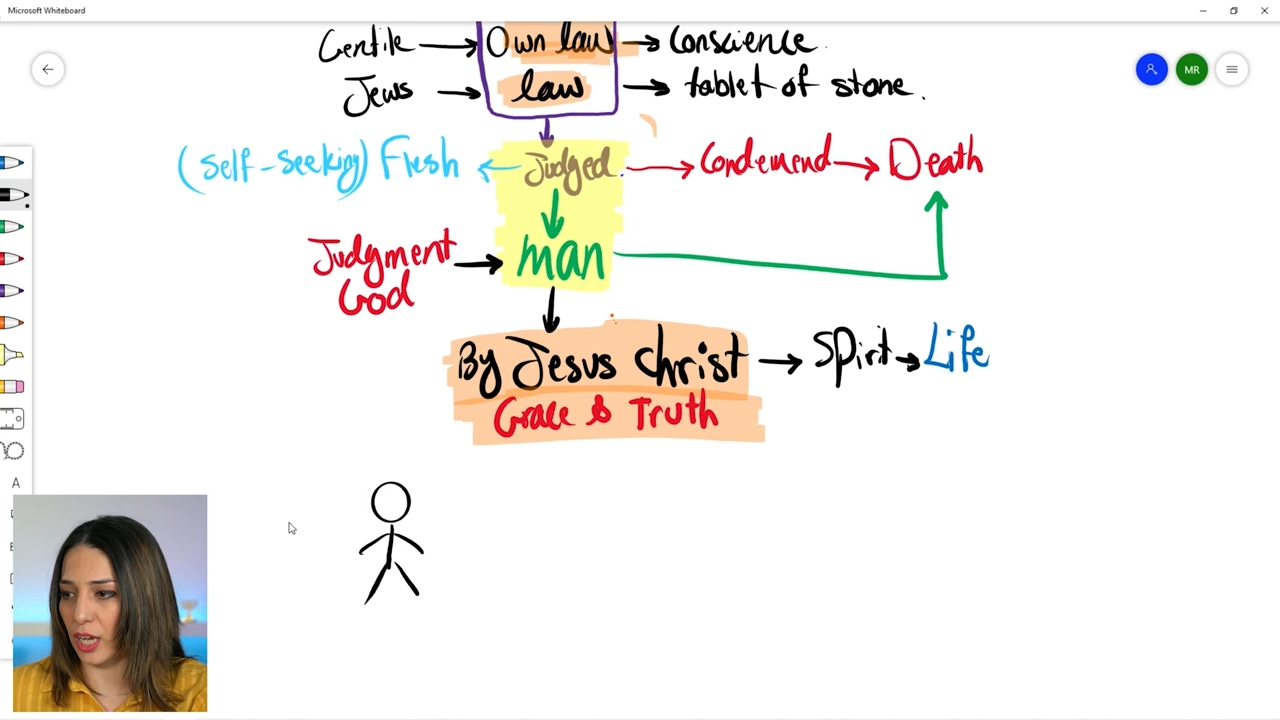 Microsoft Whiteboard
Gentile → Own law → Conscience.
Jews → law → tablet of stone.
(Self-seeking) Fresh ← Judged. → Condemend → Death
man
Judgment →
God
By Jesus Christ → Spirit → Life
Grace & Truth
MR
A